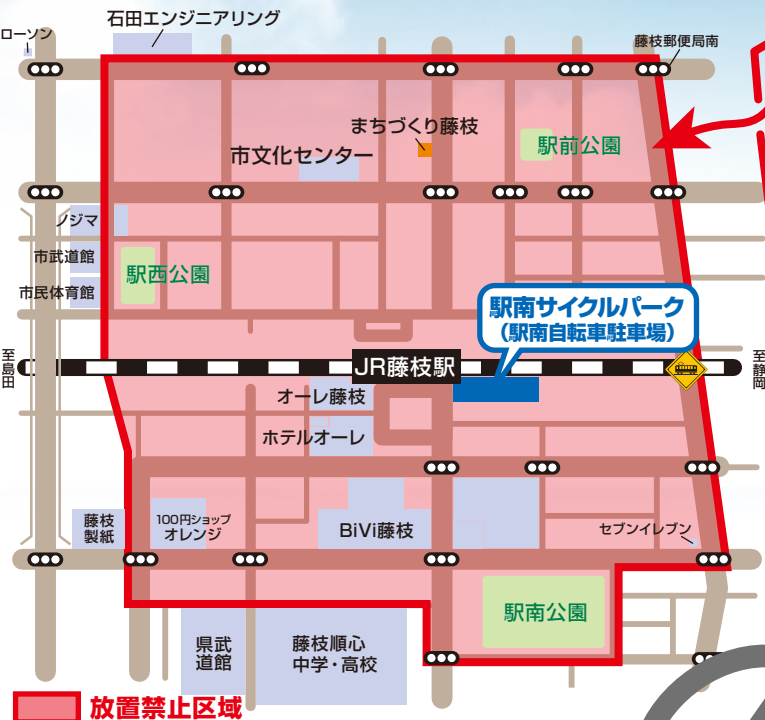 石田エンジニアリング
ローソン
藤枝郵便局南
まちづくり藤枝
市文化センター
駅前公園
ノジマ
市武道館
駅西公園
市民体育館
駅南サイクルパーク
（駅南自転車駐車場）
至島田
JR藤枝駅
至静岡
オーレ藤枝
ホテルオーレ
藤枝
製紙
100円ショップ
オレンジ
BiVi藤枝
セブンイレブン
駅南公園
県武
道館
藤枝順心
中学・高校
放置禁止区域